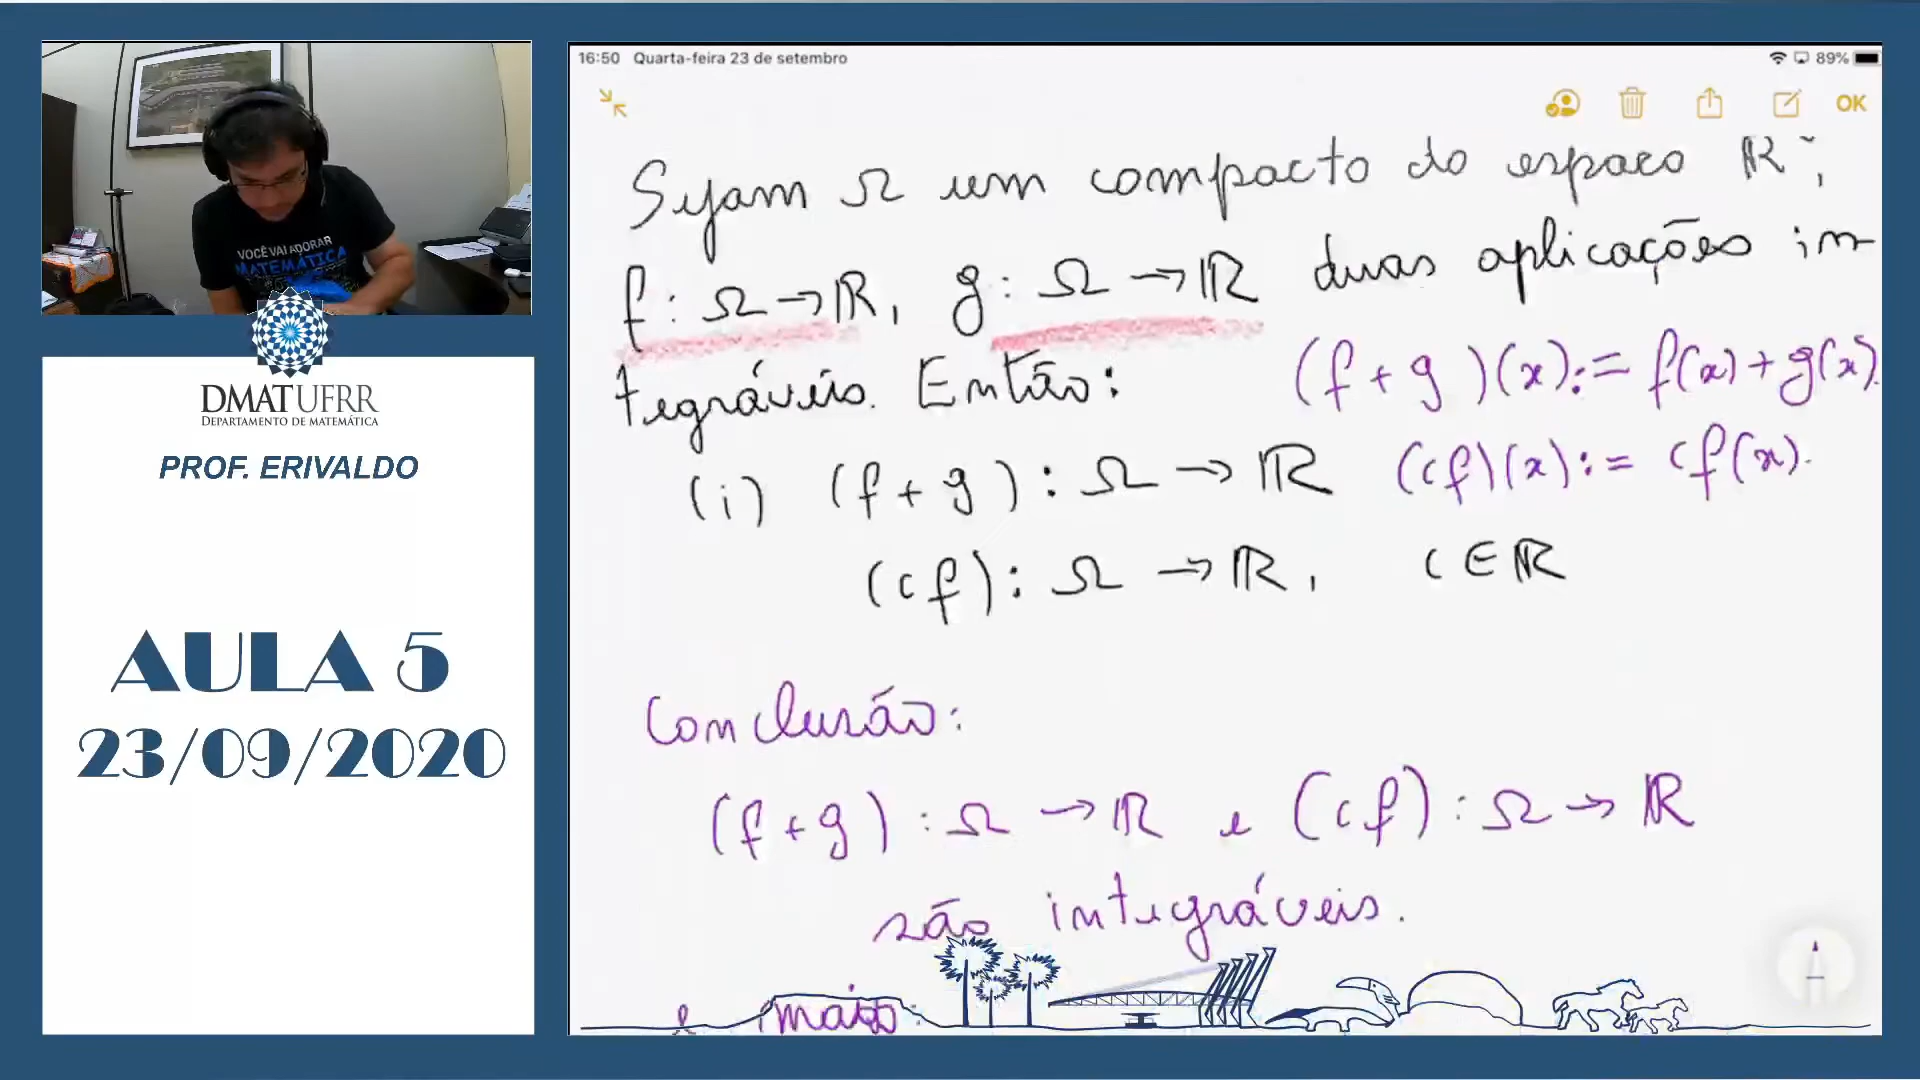 VOCÊ VAI ADORAR
MATEMÁTICA
DMATUFRR
DEPARTAMENTO DE MATEMÁTICA
PROF. ERIVALDO
AULA 5
23/09/2020
16:50 Quarta-feira 23 de setembro
89%
OK
Sejam Ω um compacto do espaço ℝ
f: Ω → ℝ, g: Ω → ℝ duas aplicações in
tegráveis. Então: (f+g)(x) := f(x) + g(x).
(i) (f+g): Ω → ℝ (cf)(x) := cf(x).
(cf): Ω → ℝ, c ∈ ℝ
Conclusão:
(f+g): Ω → ℝ e (cf): Ω → ℝ
são integráveis.
e mais: